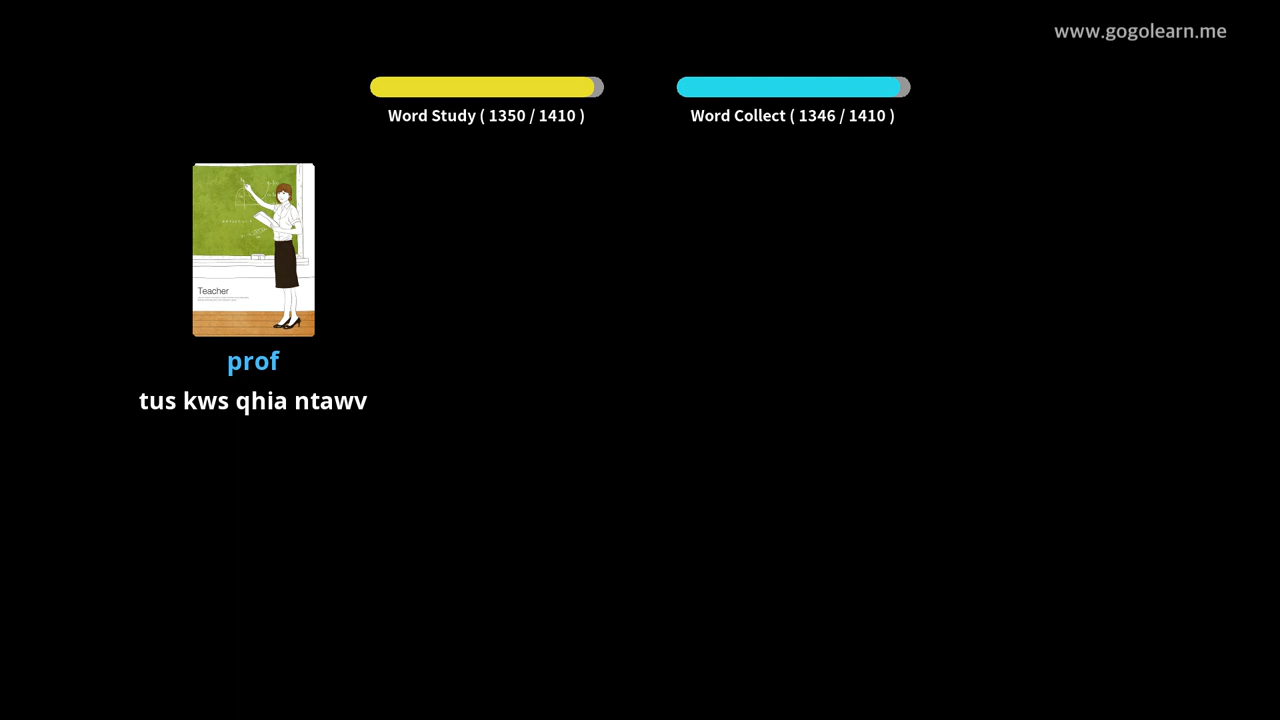 www.gogolearn.me
Word Study ( 1350 / 1410 )
Word Collect ( 1346 / 1410 )
Teacher
prof
tus kws qhia ntawv